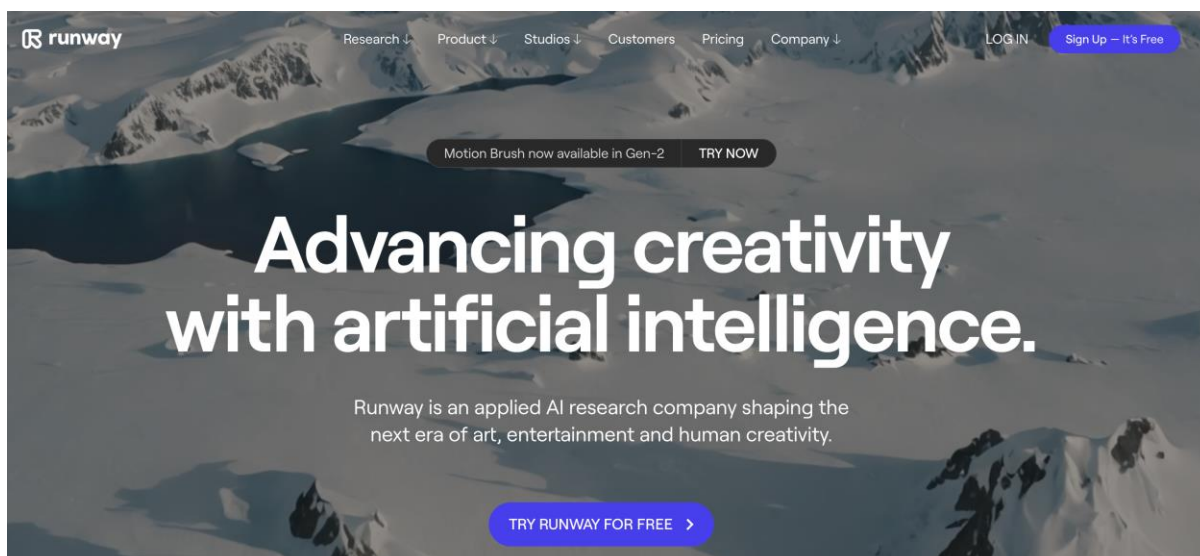 runway
Research ↓ Product ↓ Studios ↓ Customers Pricing Company ↓ LOG IN Sign Up — It's Free
Motion Brush now available in Gen-2 TRY NOW
Advancing creativity
with artificial intelligence.
Runway is an applied AI research company shaping the
next era of art, entertainment and human creativity.
TRY RUNWAY FOR FREE